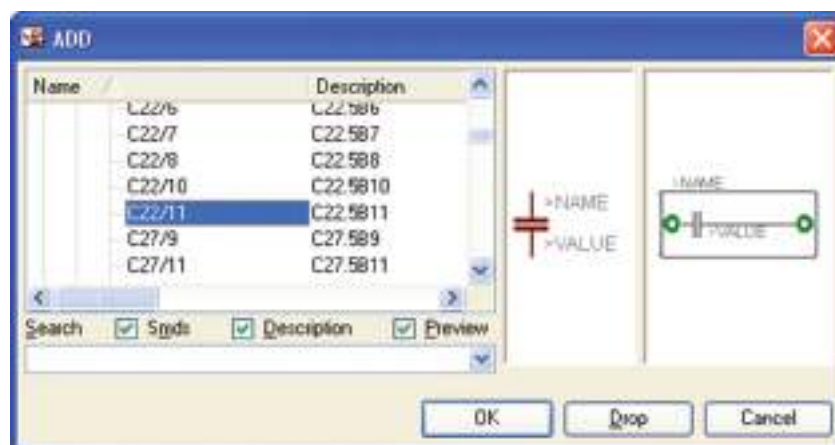 ADD
Name / Description
C22/6 C22.5B6
C22/7 C22.5B7
C22/8 C22.5B8
C22/10 C22.5B10
C22/11 C22.5B11
C27/9 C27.5B9
C27/11 C27.5B11
>NAME
>VALUE
>NAME
>VALUE
Search Smds Description Preview
OK Drop Cancel